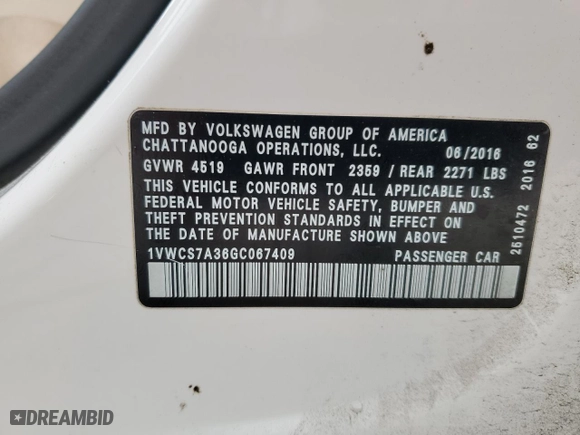 MFD BY VOLKSWAGEN GROUP OF AMERICA
CHATTANOOGA OPERATIONS, LLC. 06/2016
GVWR 4519 GAWR FRONT 2359 / REAR 2271 LBS
THIS VEHICLE CONFORMS TO ALL APPLICABLE U.S.
FEDERAL MOTOR VEHICLE SAFETY, BUMPER AND
THEFT PREVENTION STANDARDS IN EFFECT ON
THE DATE OF MANUFACTURE SHOWN ABOVE
1VWCS7A36GC067409 PASSENGER CAR
2510472 2016 62
DREAMBID